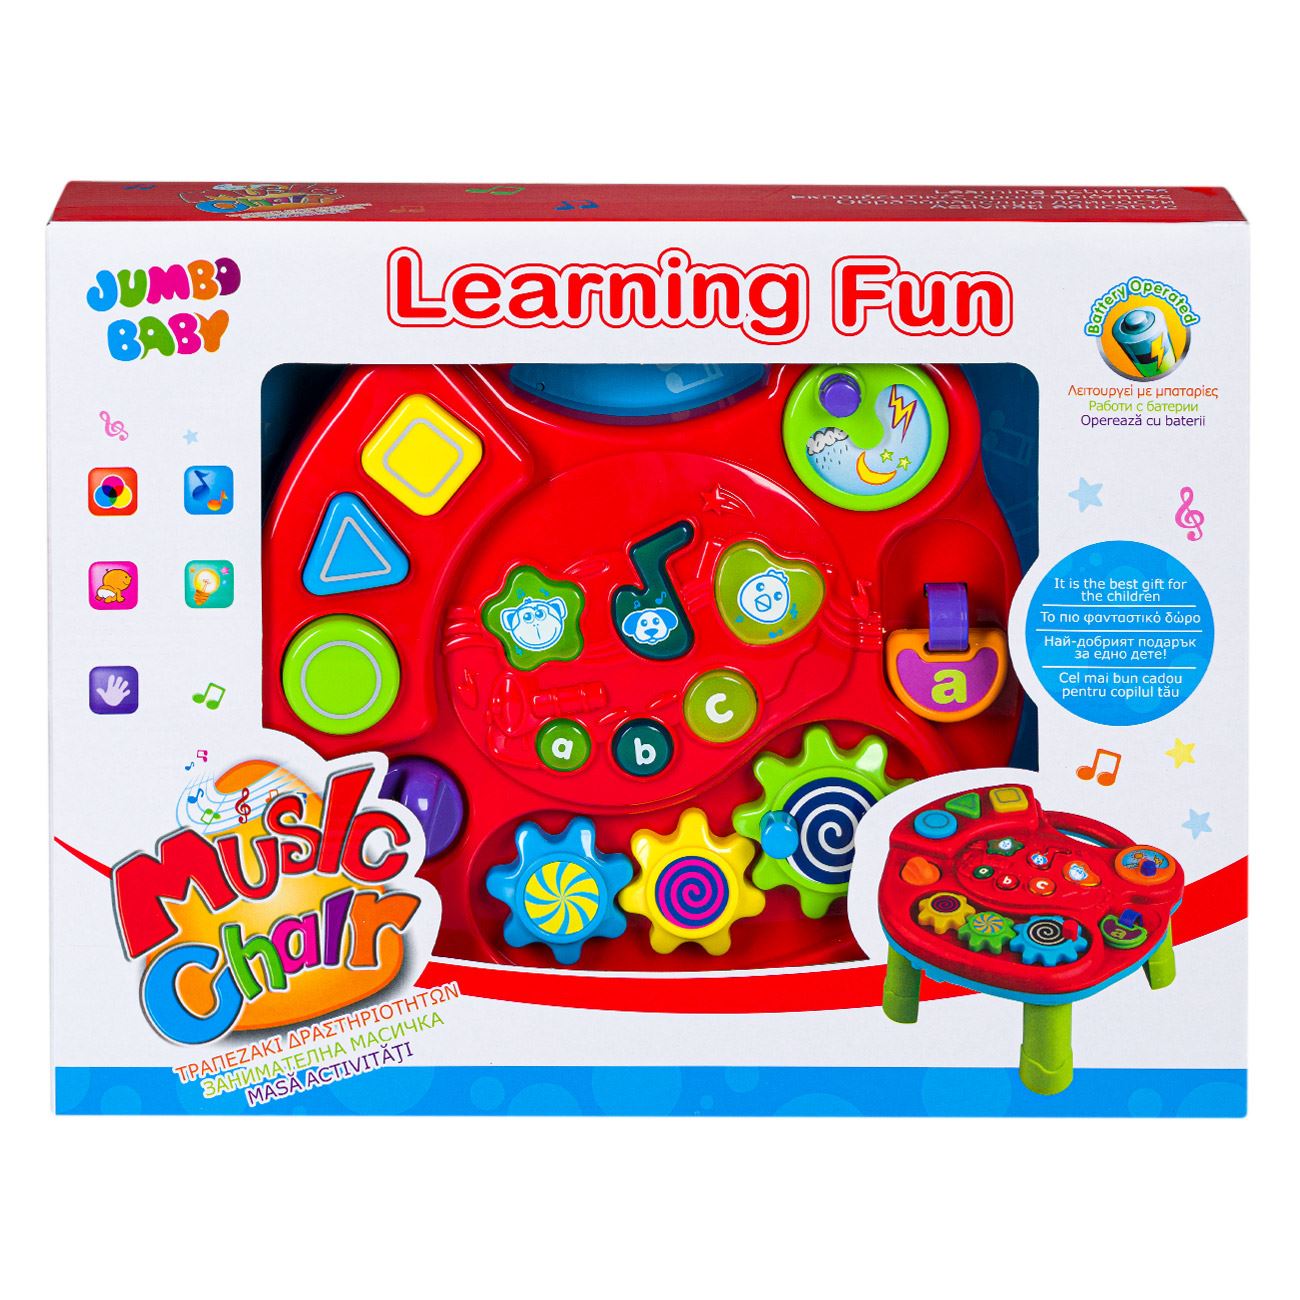 Learning activities
JUMBO
BABY
Learning Fun
Battery Operated
Λειτουργεί με μπαταρίες
Работи с батерии
Operează cu baterii
It is the best gift for
the children
Το πιο φανταστικό δώρο
Най-добрият подарък
за едно дете!
Cel mai bun cadou
pentru copilul tău
a
a b c
Music
Chair
ΤΡΑΠΕΖΑΚΙ ΔΡΑΣΤΗΡΙΟΤΗΤΩΝ
ЗАНИМАТЕЛНА МАСИЧКА
MASĂ ACTIVITĂȚI
a b c
a